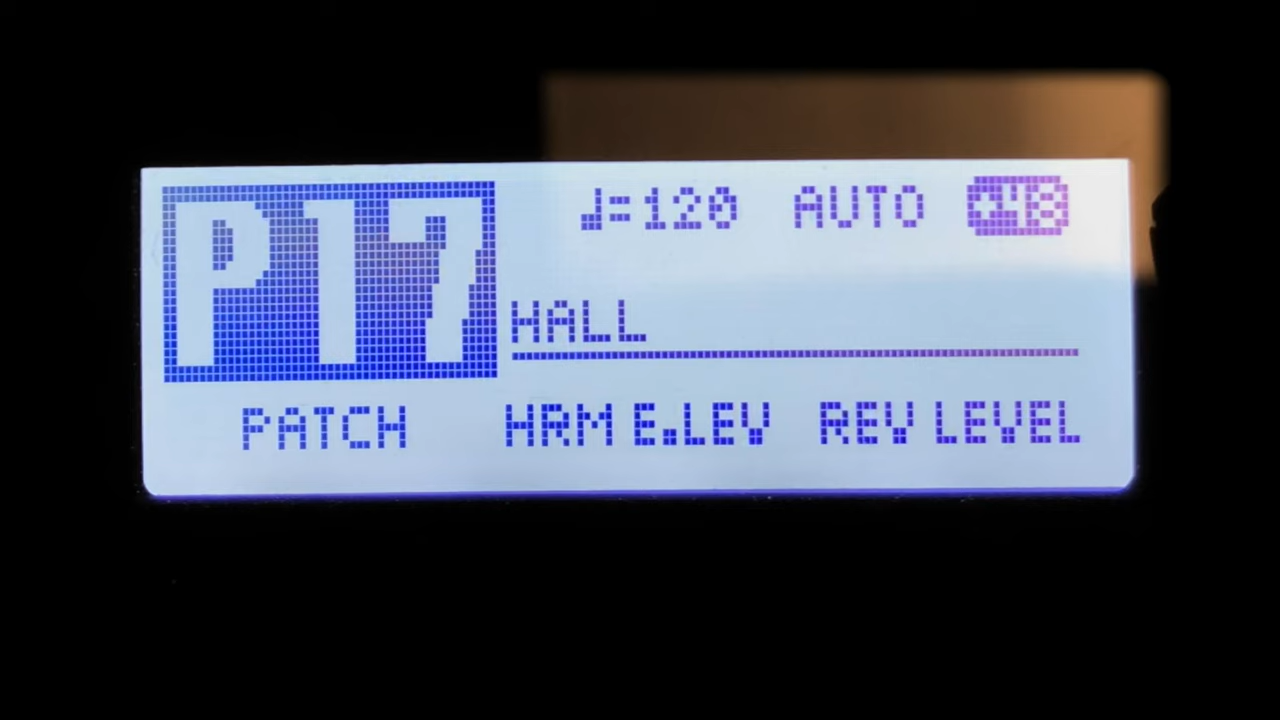 P17
♩=120 AUTO
HALL
PATCH HRM E.LEV REV LEVEL